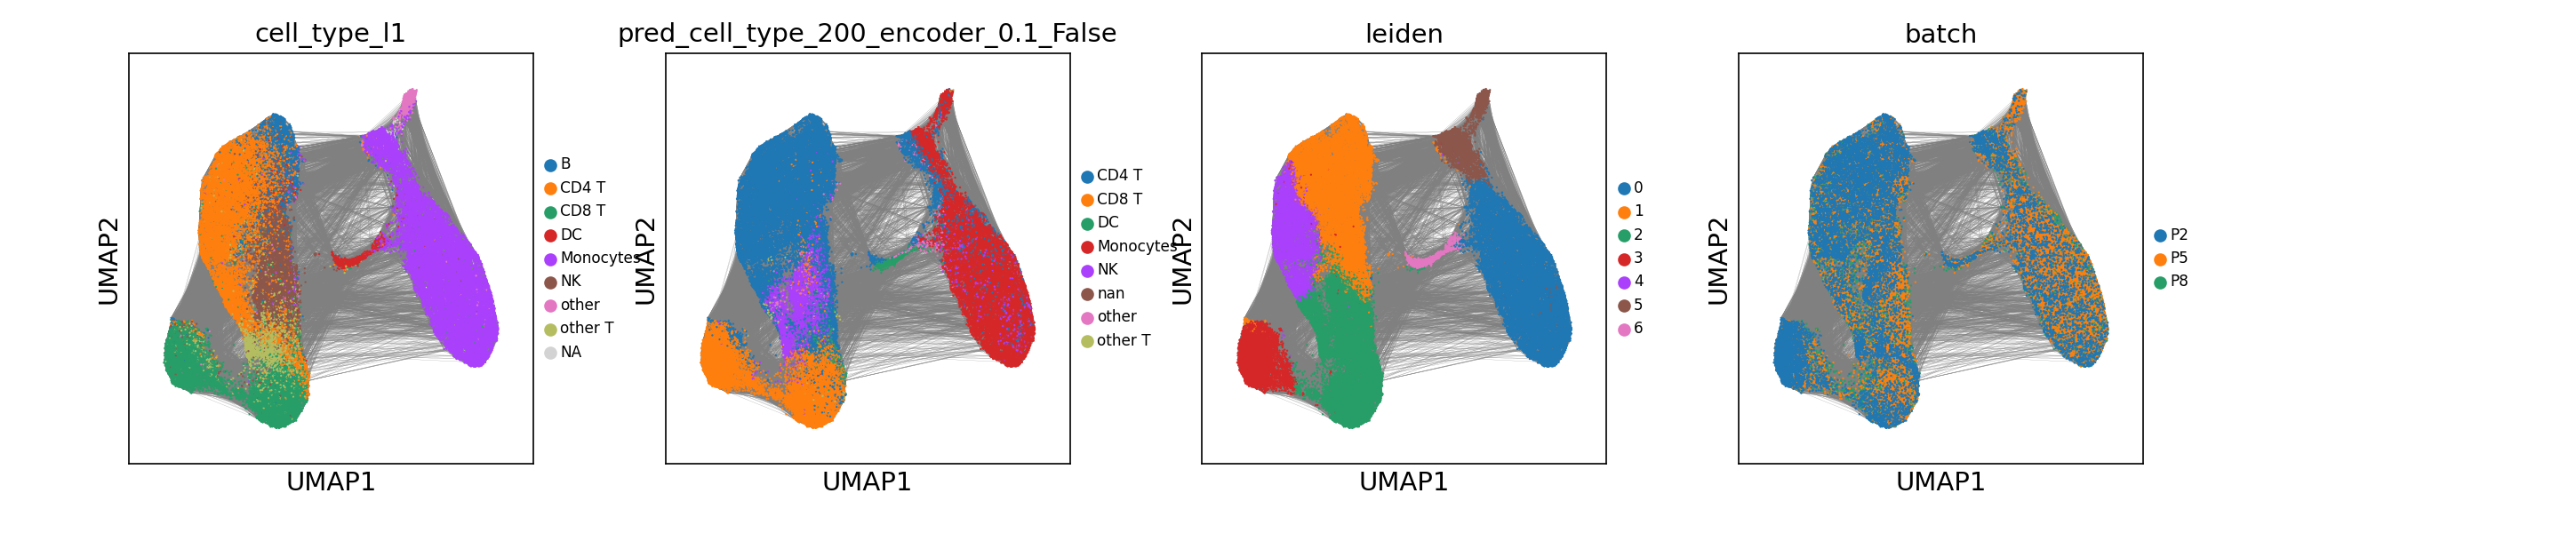 cell_type_l1
UMAP2
UMAP1
B
CD4 T
CD8 T
DC
Monocytes
NK
other
other T
NA
pred_cell_type_200_encoder_0.1_False
UMAP2
UMAP1
CD4 T
CD8 T
DC
Monocytes
NK
nan
other
other T
leiden
UMAP2
UMAP1
0
1
2
3
4
5
6
batch
UMAP2
UMAP1
P2
P5
P8